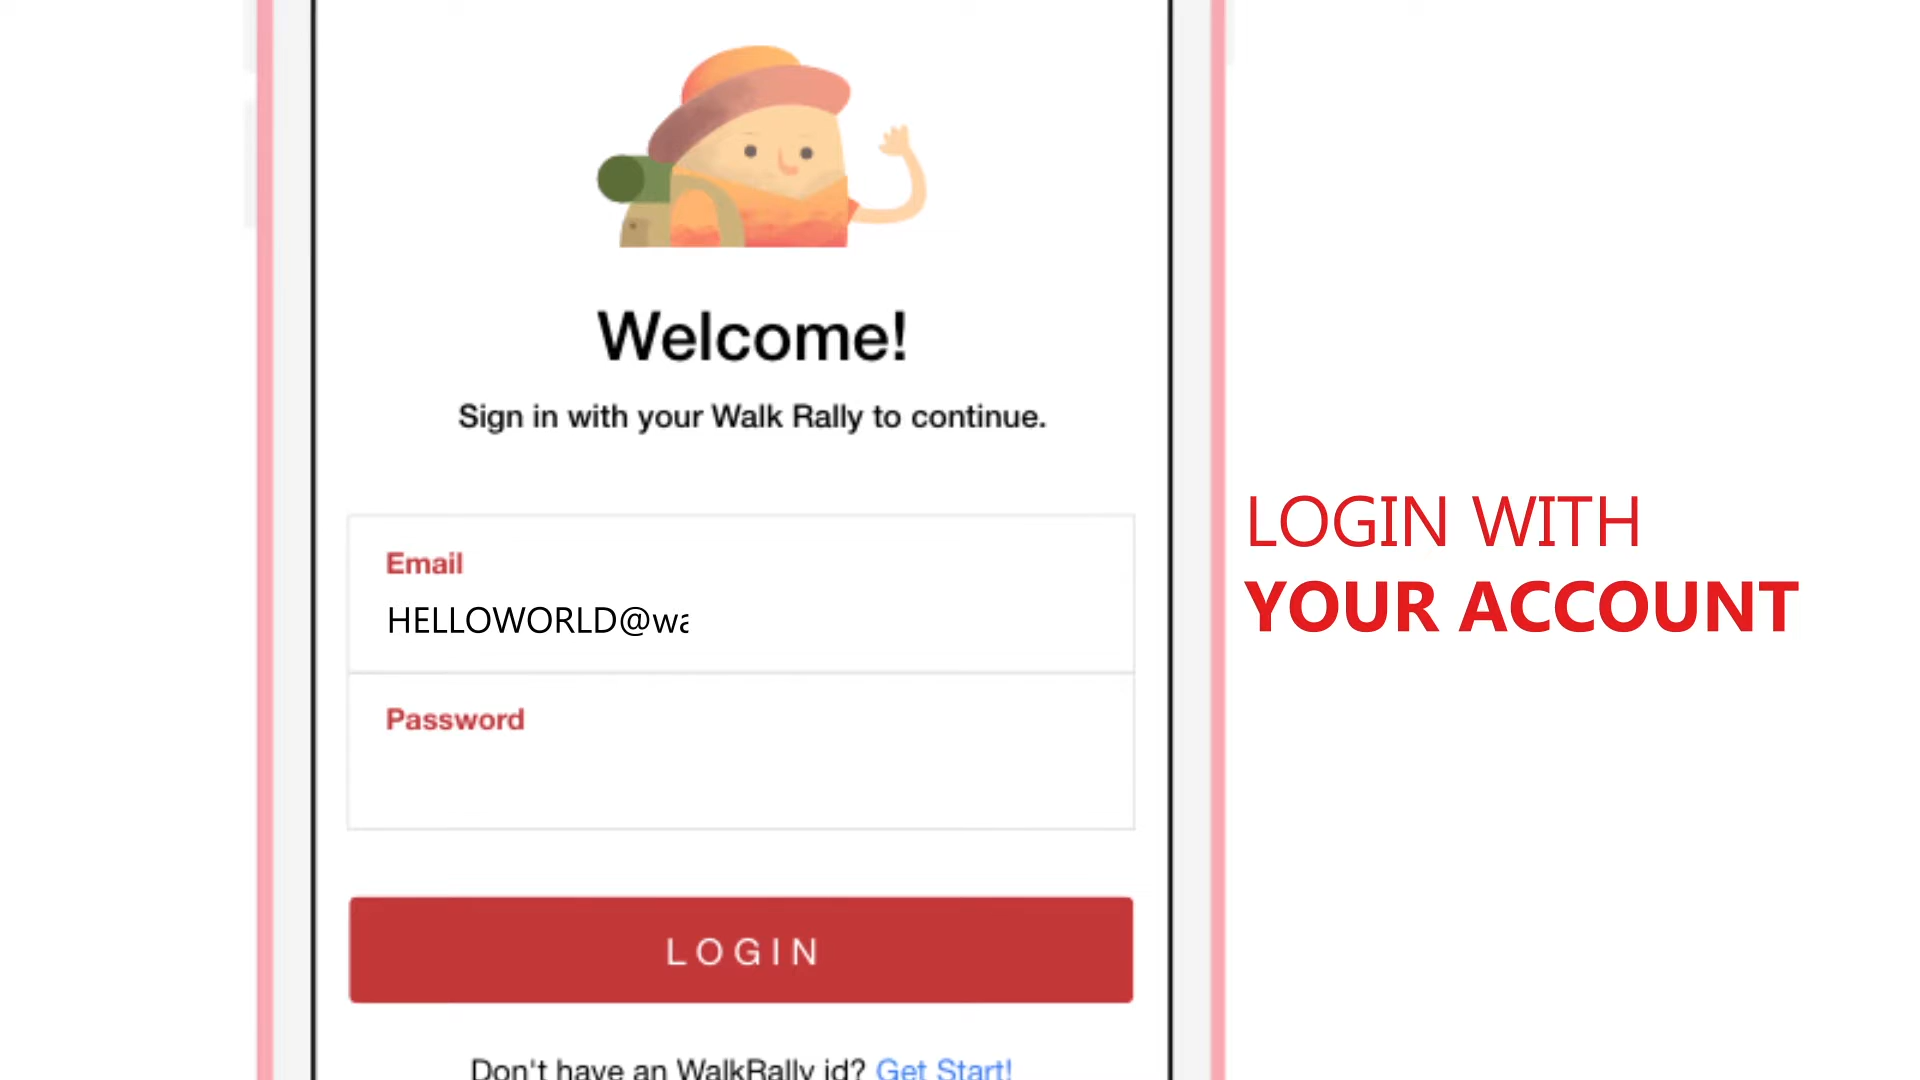 Welcome!
Sign in with your Walk Rally to continue.
Email
HELLOWORLD@wa
Password
LOGIN
Don't have an WalkRally id? Get Start!
LOGIN WITH
YOUR ACCOUNT